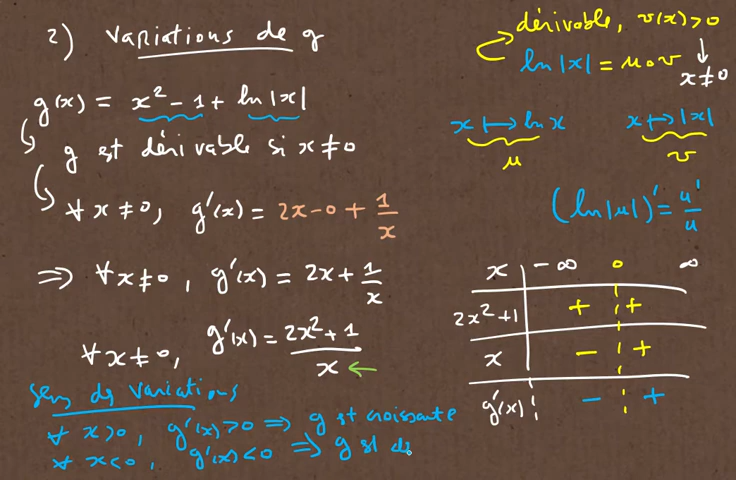 2) Variations de g
g(x) = x² - 1 + ln|x|
g est dérivable si x ≠ 0
∀ x ≠ 0, g'(x) = 2x - 0 + 1/x
⇒ ∀ x ≠ 0, g'(x) = 2x + 1/x
∀ x ≠ 0, g'(x) = (2x² + 1)/x ←
sens de variations
∀ x > 0, g'(x) > 0 ⇒ g est croissante
∀ x < 0, g'(x) < 0 ⇒ g est dé
dérivable, v(x) > 0
ln|x| = u∘v
x ≠ 0
x ↦ ln x x ↦ |x|
u v
(ln|u|)' = u'/u
x -∞ 0 ∞
2x² + 1 + +
x - +
g'(x) - +